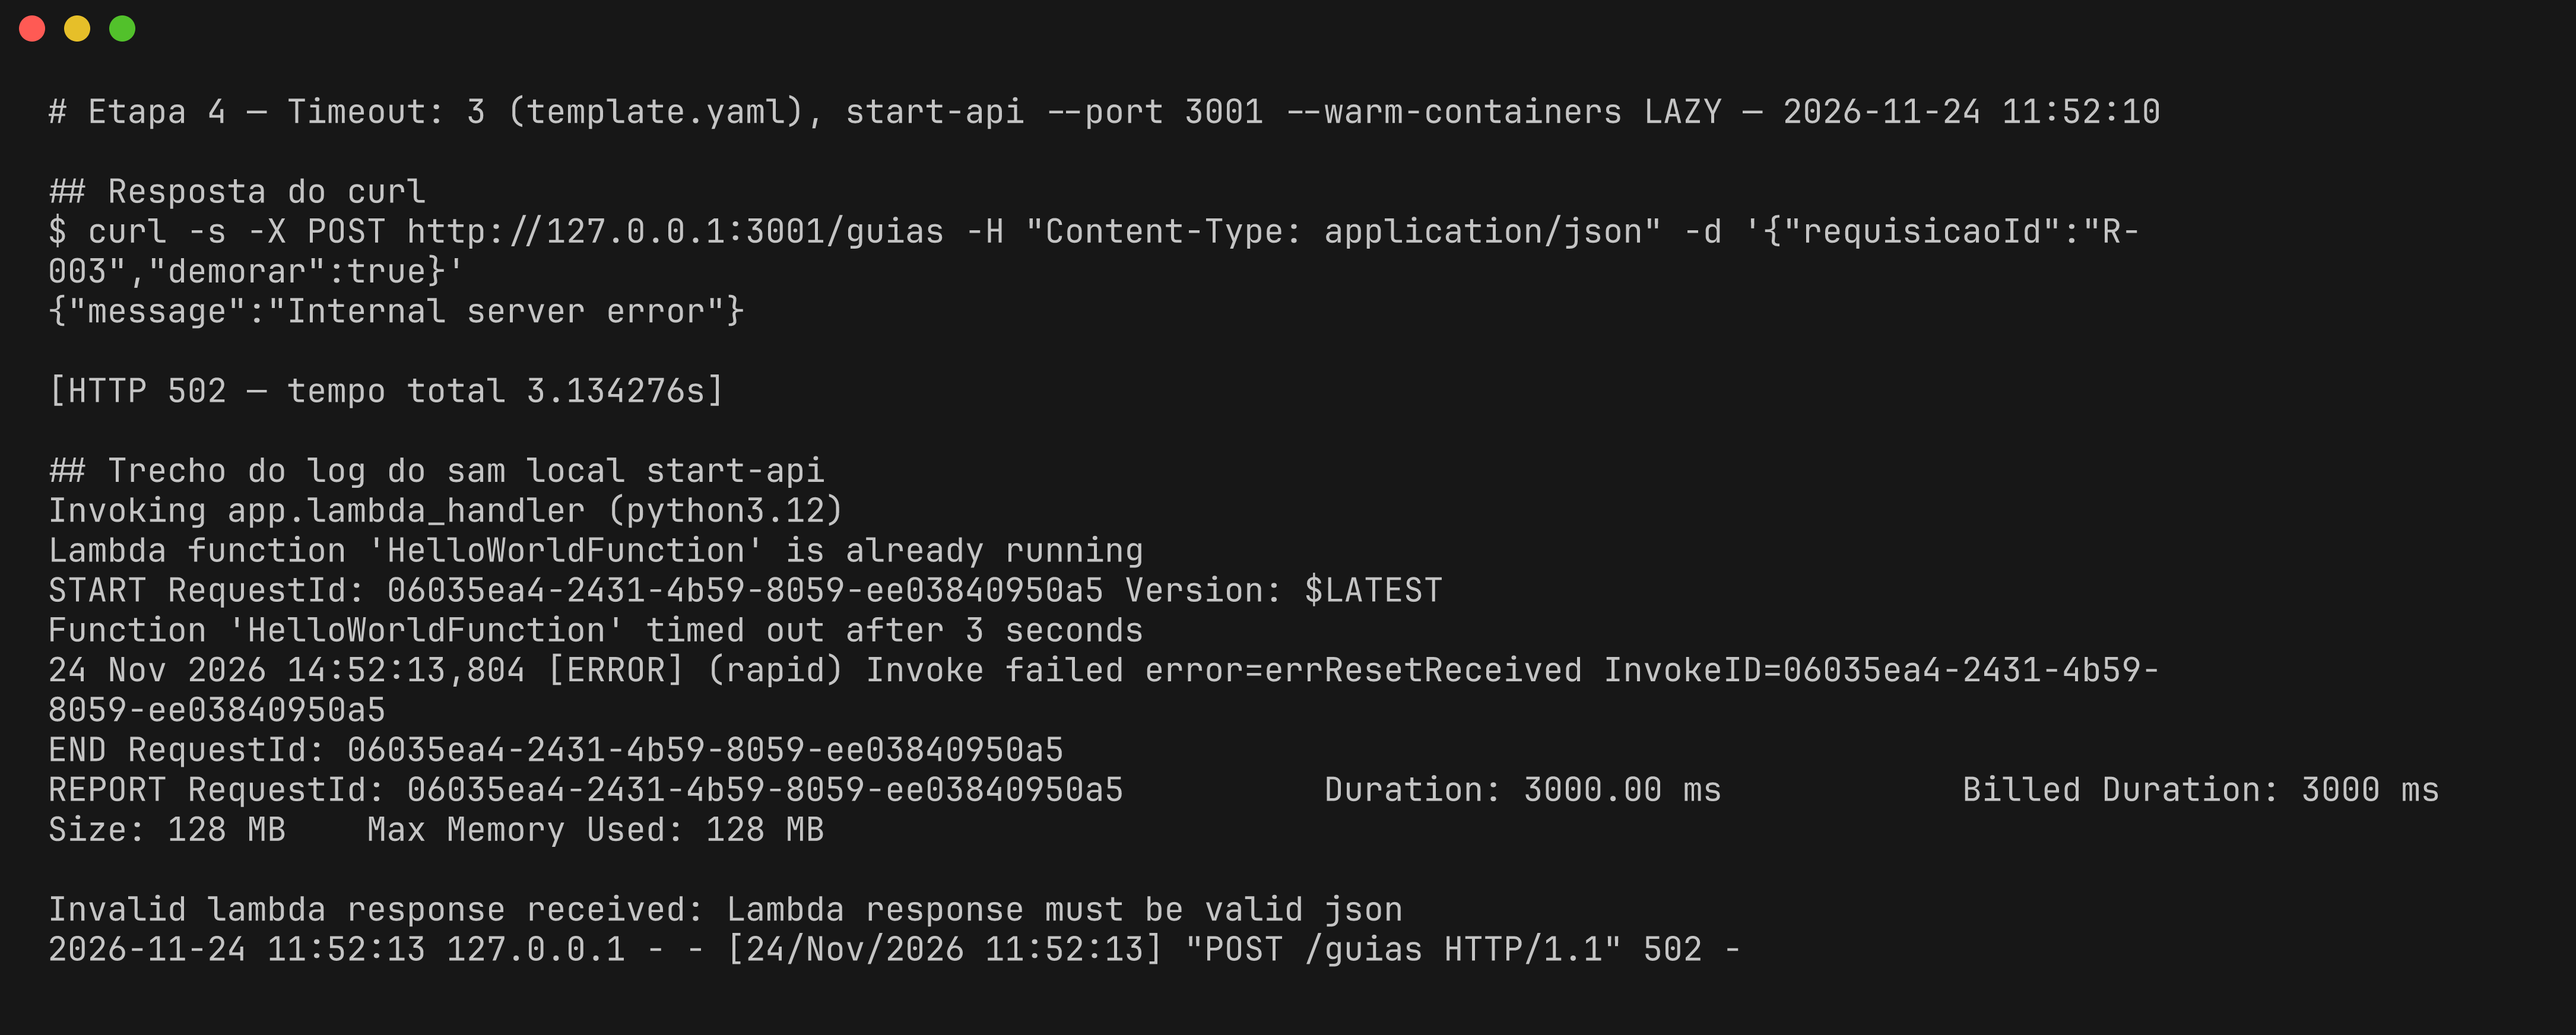 # Etapa 4 — Timeout: 3 (template.yaml), start-api --port 3001 --warm-containers LAZY — 2026-11-24 11:52:10
## Resposta do curl
$ curl -s -X POST http://127.0.0.1:3001/guias -H "Content-Type: application/json" -d '{"requisicaoId":"R-
003","demorar":true}'
{"message":"Internal server error"}
[HTTP 502 — tempo total 3.134276s]
## Trecho do log do sam local start-api
Invoking app.lambda_handler (python3.12)
Lambda function 'HelloWorldFunction' is already running
START RequestId: 06035ea4-2431-4b59-8059-ee03840950a5 Version: $LATEST
Function 'HelloWorldFunction' timed out after 3 seconds
24 Nov 2026 14:52:13,804 [ERROR] (rapid) Invoke failed error=errResetReceived InvokeID=06035ea4-2431-4b59-
8059-ee03840950a5
END RequestId: 06035ea4-2431-4b59-8059-ee03840950a5
REPORT RequestId: 06035ea4-2431-4b59-8059-ee03840950a5 Duration: 3000.00 ms Billed Duration: 3000 ms
Size: 128 MB Max Memory Used: 128 MB
Invalid lambda response received: Lambda response must be valid json
2026-11-24 11:52:13 127.0.0.1 - - [24/Nov/2026 11:52:13] "POST /guias HTTP/1.1" 502 -